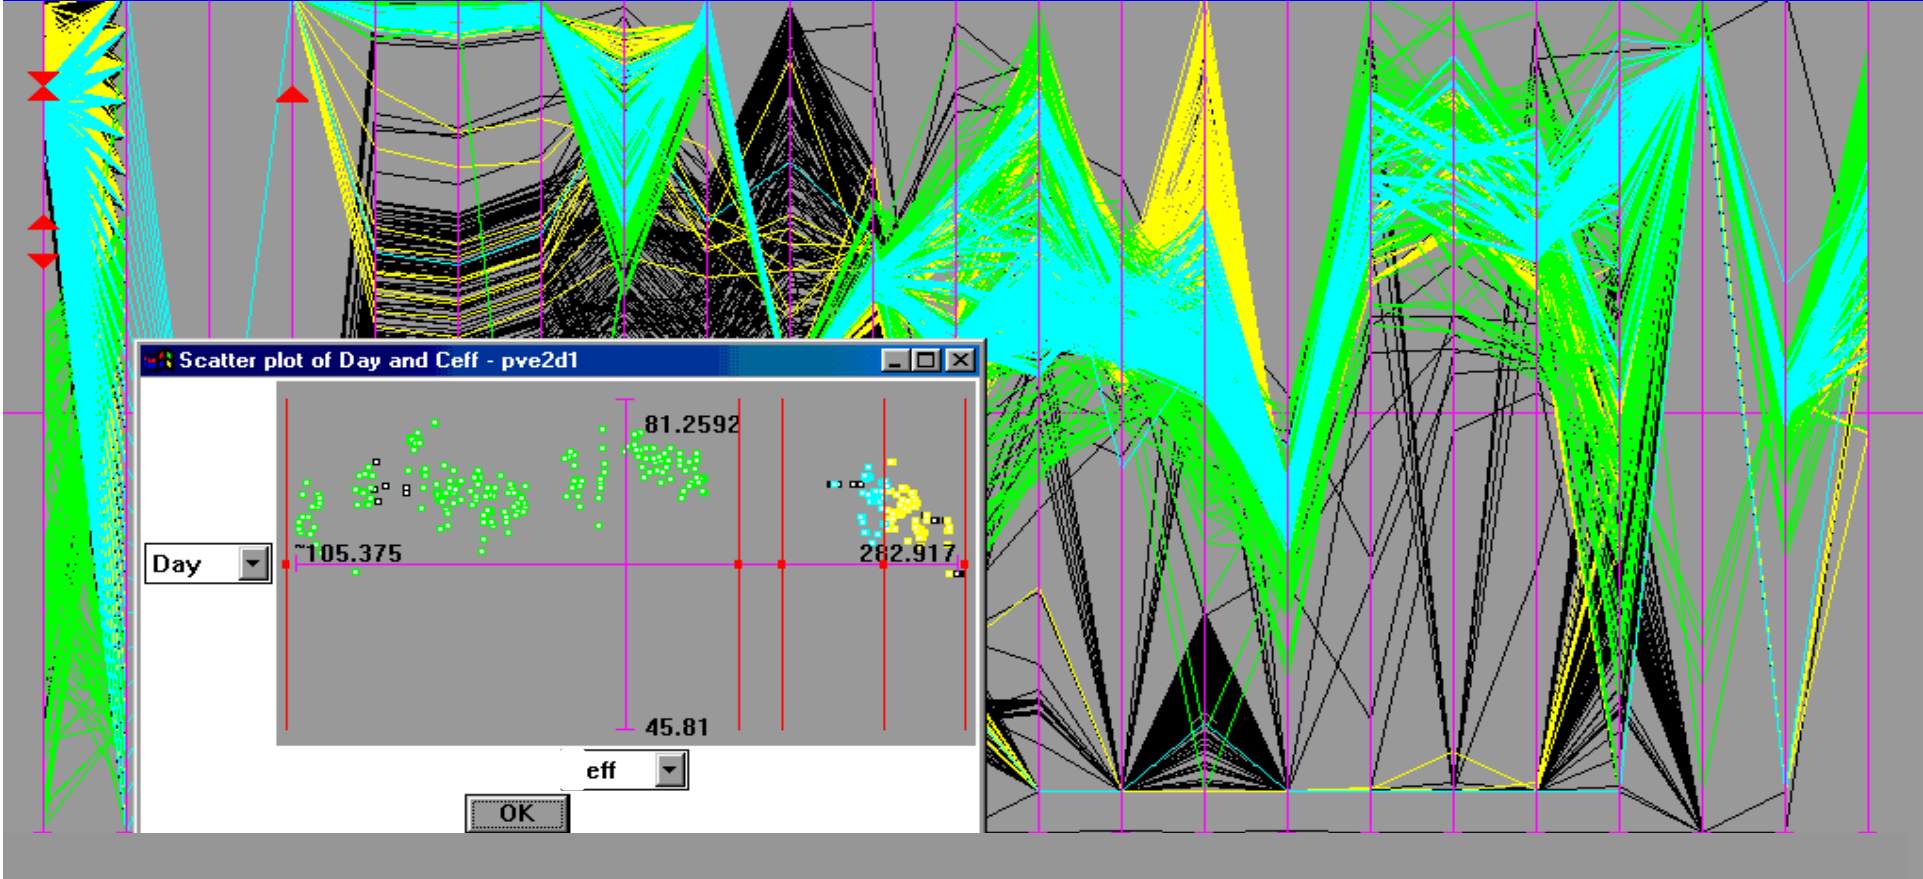 Scatter plot of Day and Ceff - pve2d1
81.2592
~105.375
282.917
Day
45.81
eff
OK